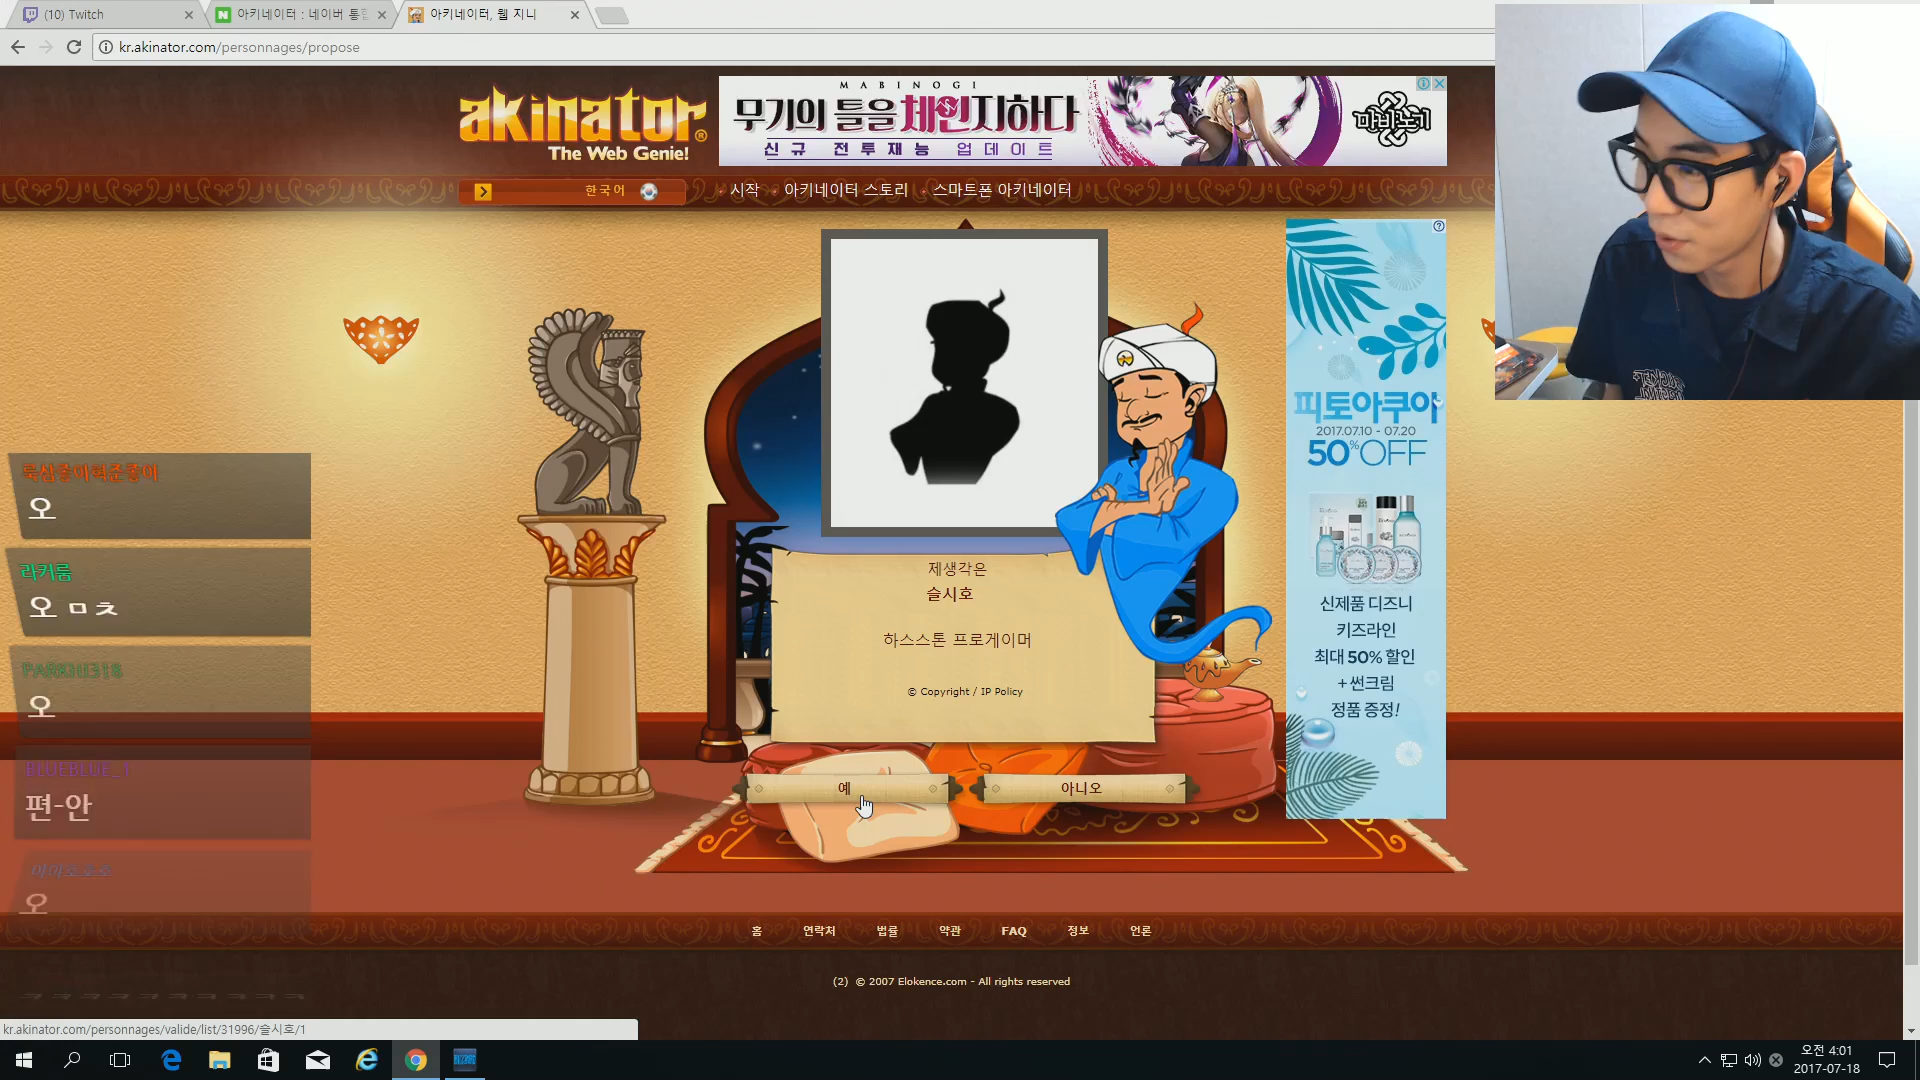 (10) Twitch
아키네이터 : 네이버 통합
아키네이터, 웹 지니
kr.akinator.com/personnages/propose
akinator®
The Web Genie!
MABINOGI
무기의 틀을 체인지하다
신규 전투재능 업데이트
마비노기
한국어
시작
아키네이터 스토리
스마트폰 아키네이터
제생각은
슬시호
하스스톤 프로게이머
© Copyright / IP Policy
예
아니오
피토아쿠아
2017.07.10 - 07.20
50% OFF
신제품 디즈니
키즈라인
최대 50% 할인
+ 썬크림
정품 증정!
오
라커룸
오 ㅁㅊ
PARKHJ318
오
BLUEBLUE_1
편-안
오
홈
연락처
법률
약관
FAQ
정보
언론
(2) © 2007 Elokence.com - All rights reserved
kr.akinator.com/personnages/valide/list/31996/슬시호/1
오전 4:01
2017-07-18